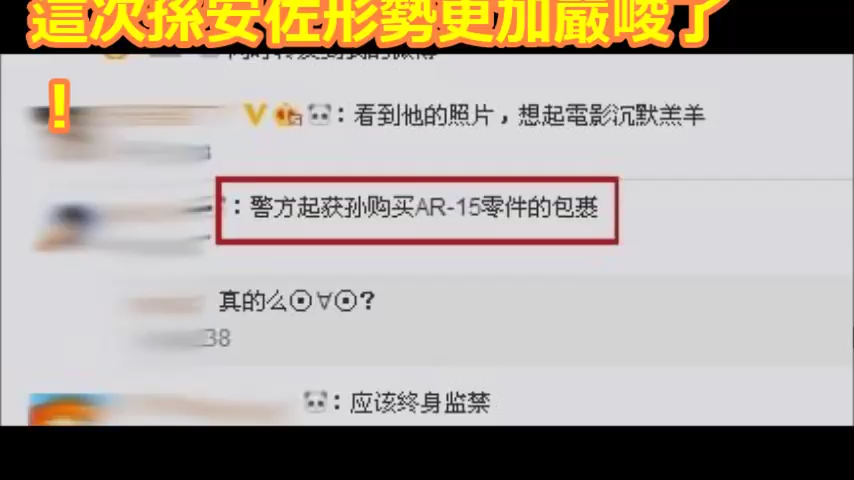 這次孫安佐形勢更加嚴峻了
！
：看到他的照片，想起電影沉默羔羊
：警方起获孙购买AR-15零件的包裹
真的么⊙∀⊙？
38
：应该终身监禁